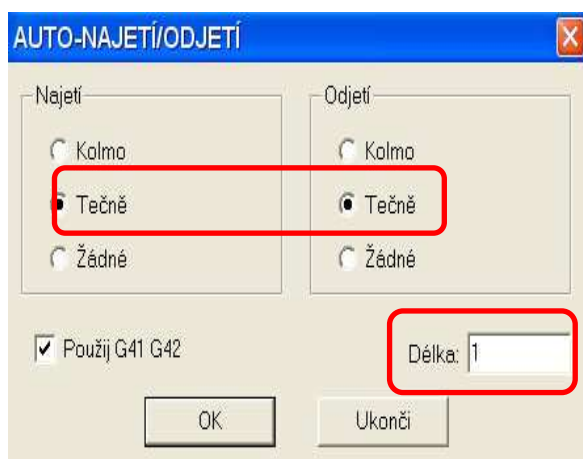 AUTO-NAJETÍ/ODJETÍ
Najetí
Odjetí
Kolmo
Kolmo
Tečně
Tečně
Žádné
Žádné
Použij G41 G42
Délka: 1
OK
Ukonči